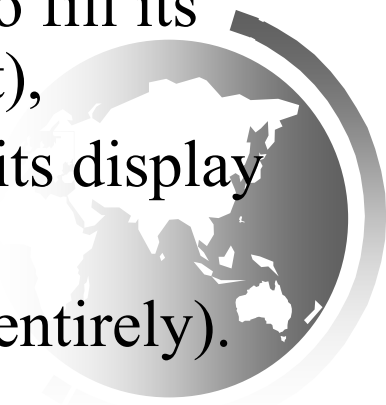 o fill its
t),
its display
entirely).